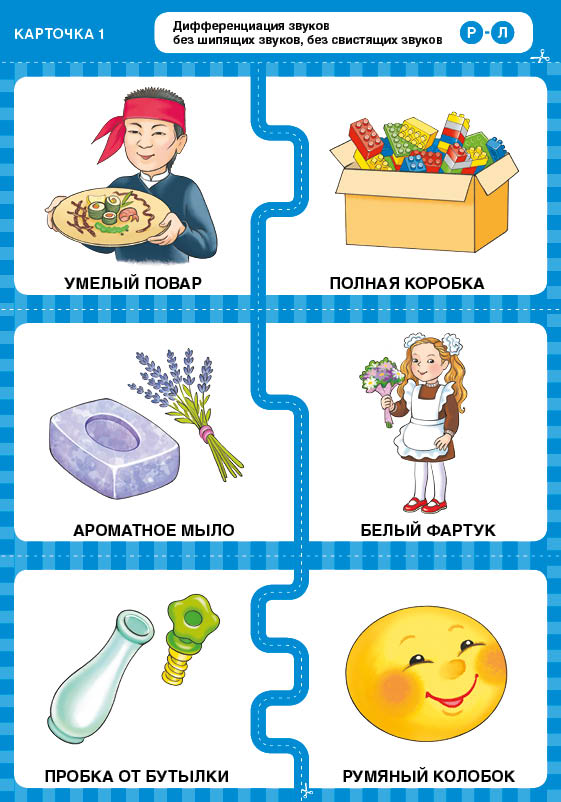 КАРТОЧКА 1
Дифференциация звуков
без шипящих звуков, без свистящих звуков
Р-Л
УМЕЛЫЙ ПОВАР
ПОЛНАЯ КОРОБКА
АРОМАТНОЕ МЫЛО
БЕЛЫЙ ФАРТУК
ПРОБКА ОТ БУТЫЛКИ
РУМЯНЫЙ КОЛОБОК